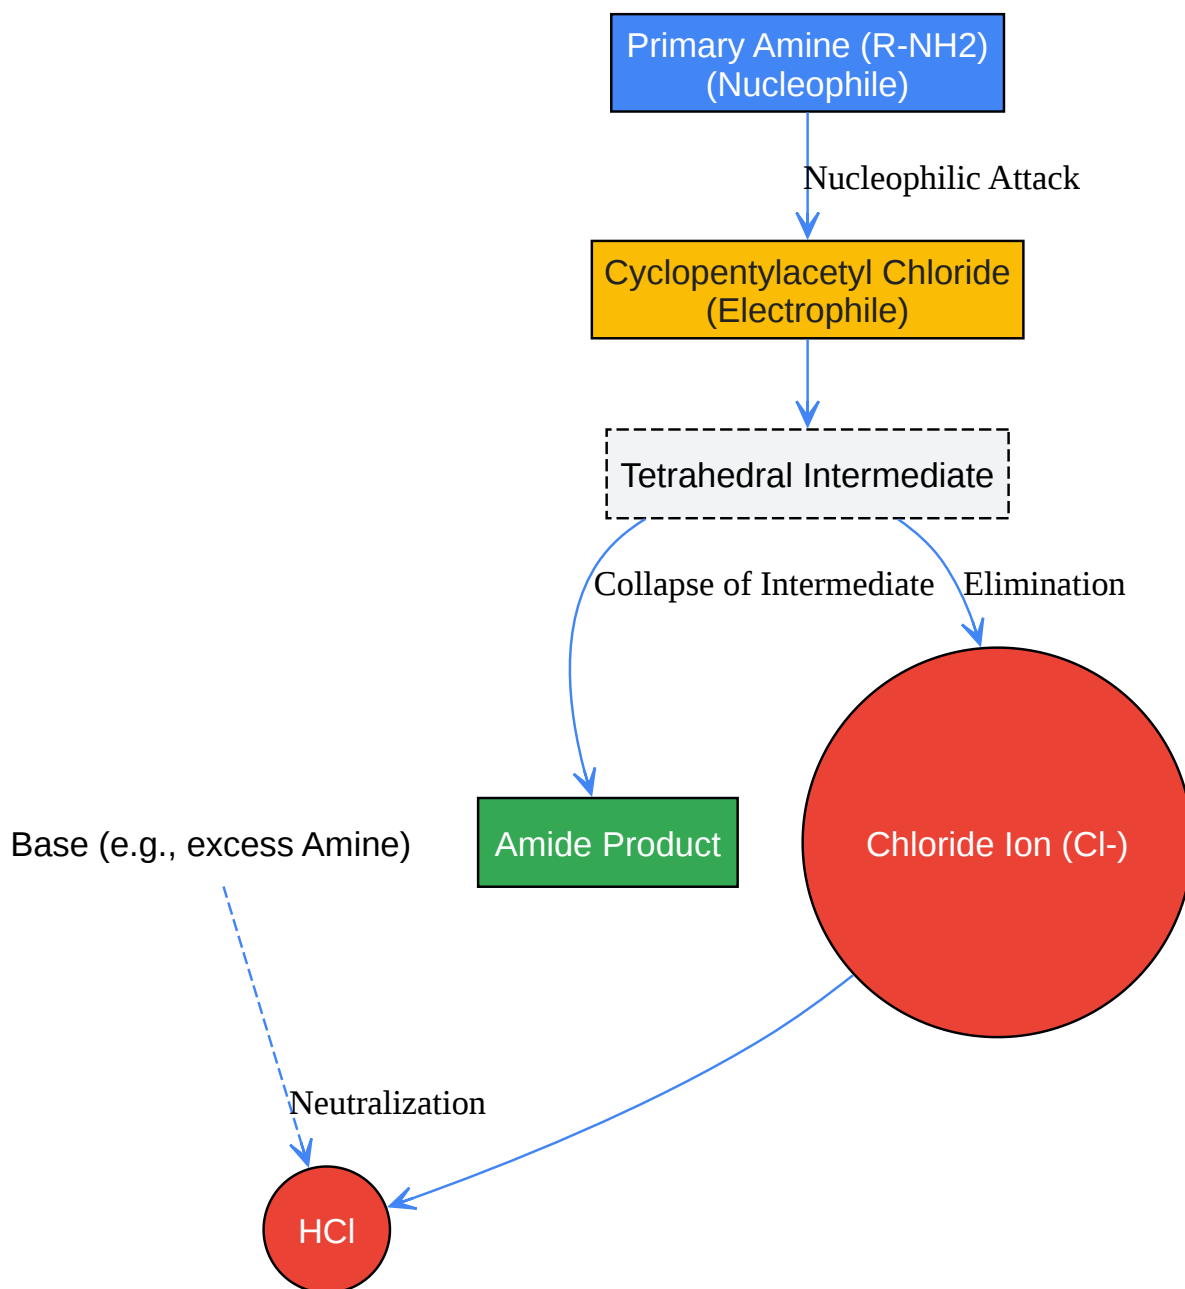 Primary Amine (R-NH2)
(Nucleophile)
Nucleophilic Attack
Cyclopentylacetyl Chloride
(Electrophile)
Tetrahedral Intermediate
Collapse of Intermediate
Elimination
Base (e.g., excess Amine)
Amide Product
Chloride Ion (Cl-)
Neutralization
HCl